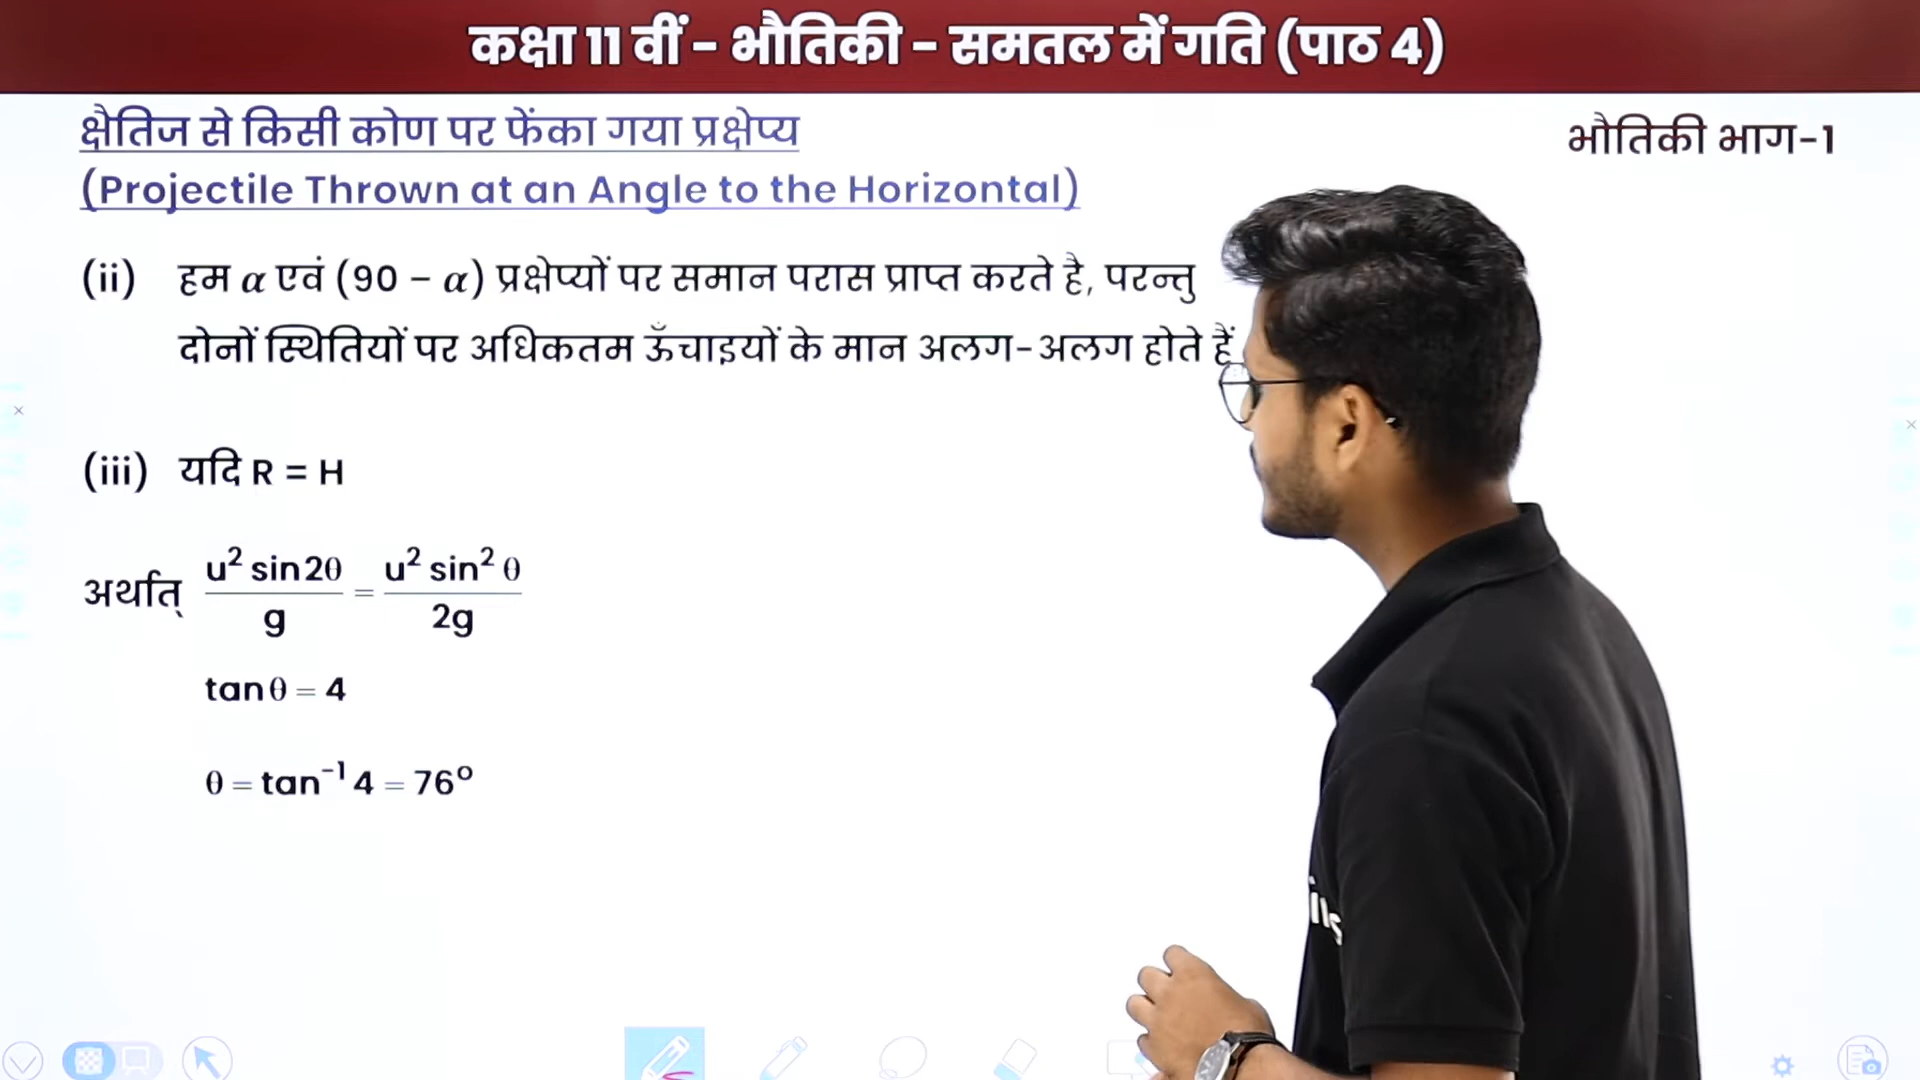 कक्षा 11 वीं - भौतिकी - समतल में गति (पाठ 4)
क्षैतिज से किसी कोण पर फेंका गया प्रक्षेप्य
भौतिकी भाग-1
(Projectile Thrown at an Angle to the Horizontal)
(ii) हम α एवं (90 − α) प्रक्षेप्यों पर समान परास प्राप्त करते है, परन्तु
दोनों स्थितियों पर अधिकतम ऊँचाइयों के मान अलग-अलग होते हैं
(iii) यदि R = H
अर्थात् u² sin2θ / g = u² sin² θ / 2g
tanθ = 4
θ = tan⁻¹ 4 = 76°